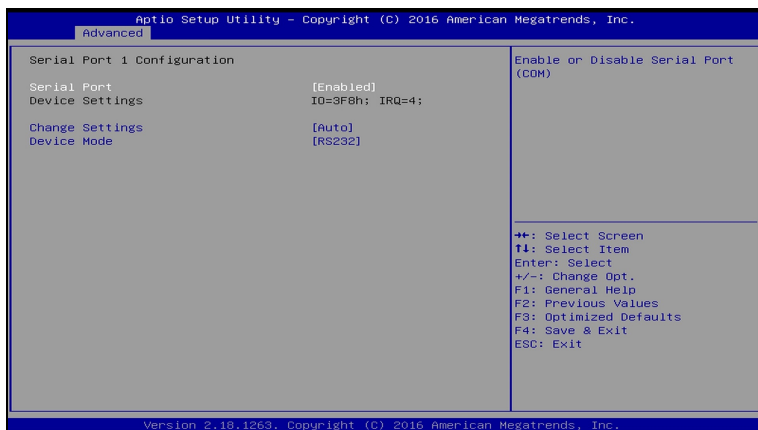 Aptio Setup Utility – Copyright (C) 2016 American Megatrends, Inc.
Advanced
Serial Port 1 Configuration
Serial Port [Enabled]
Device Settings IO=3F8h; IRQ=4;
Change Settings [Auto]
Device Mode [RS232]
Enable or Disable Serial Port
(COM)
→←: Select Screen
↑↓: Select Item
Enter: Select
+/-: Change Opt.
F1: General Help
F2: Previous Values
F3: Optimized Defaults
F4: Save & Exit
ESC: Exit
Version 2.18.1263. Copyright (C) 2016 American Megatrends, Inc.